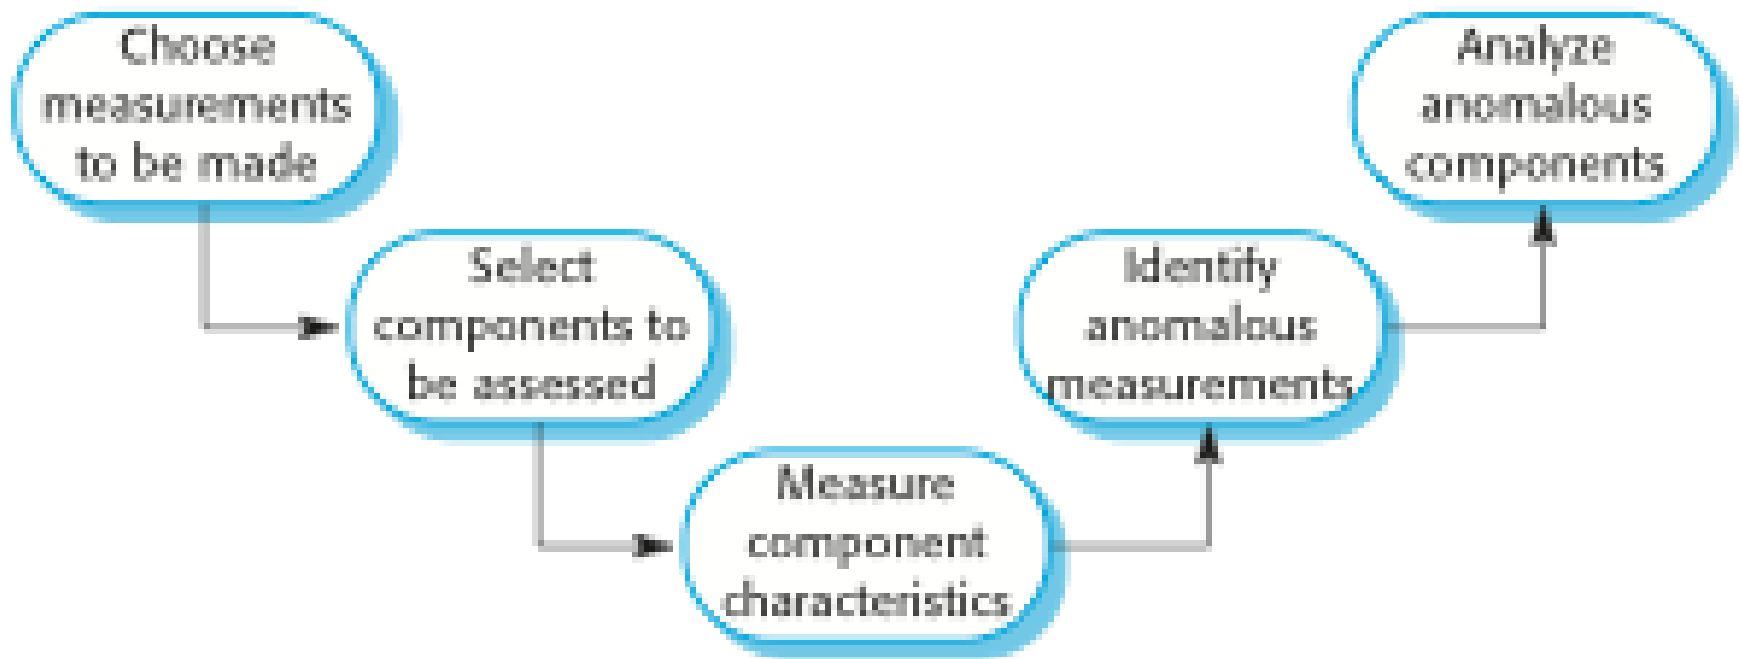 Choose
measurements
to be made
Select
components to
be assessed
Measure
component
characteristics
Identify
anomalous
measurements
Analyze
anomalous
components